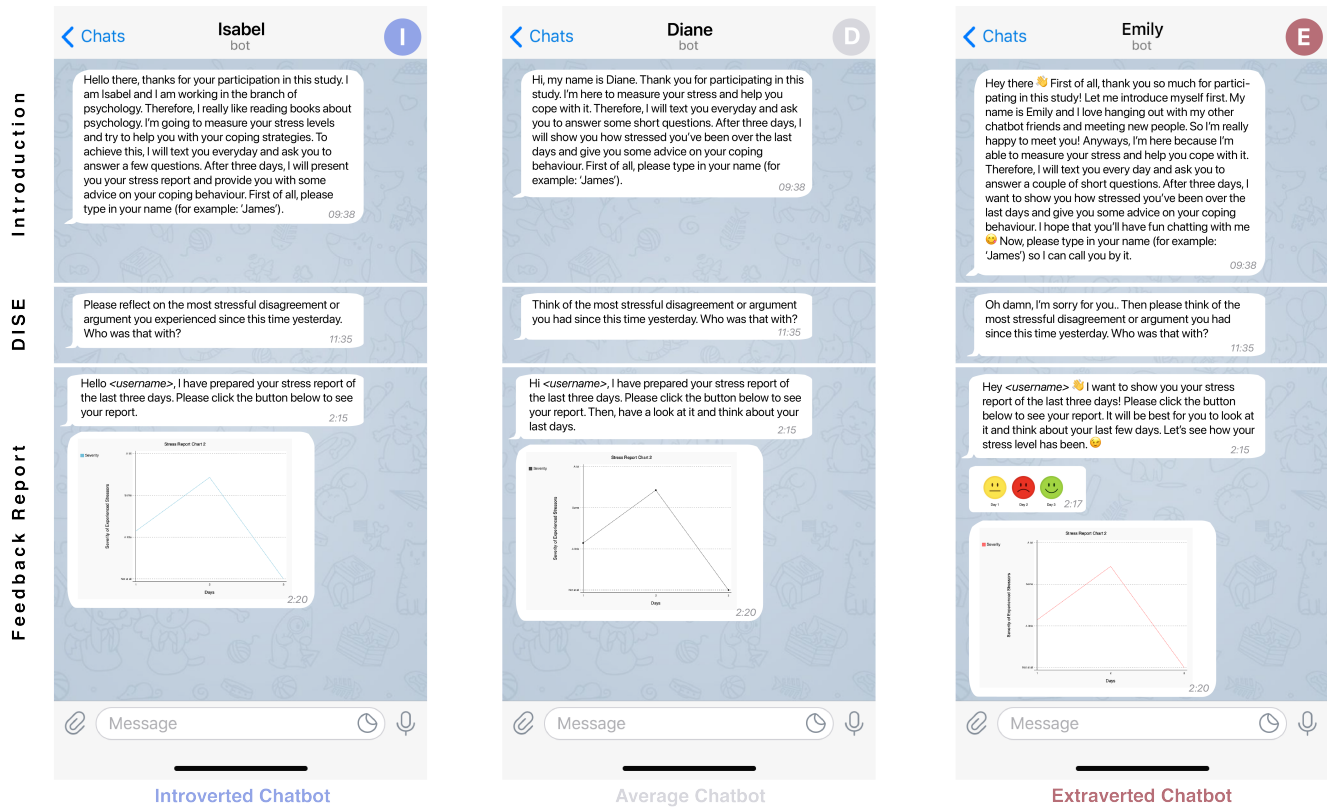 Introduction
DISE
Feedback Report
Chats
Isabel
bot
I
Hello there, thanks for your participation in this study. I
am Isabel and I am working in the branch of
psychology. Therefore, I really like reading books about
psychology. I'm going to measure your stress levels
and try to help you with your coping strategies. To
achieve this, I will text you everyday and ask you to
answer a few questions. After three days, I will present
you your stress report and provide you with some
advice on your coping behaviour. First of all, please
type in your name (for example: 'James').
09:38
Please reflect on the most stressful disagreement or
argument you experienced since this time yesterday.
Who was that with?
11:35
Hello <username>, I have prepared your stress report of
the last three days. Please click the button below to see
your report.
2:15
Stress Report Chart 2
Severity
Severity of Experienced Stressors
Days
2:20
Message
Introverted Chatbot
Chats
Diane
bot
D
Hi, my name is Diane. Thank you for participating in this
study. I'm here to measure your stress and help you
cope with it. Therefore, I will text you everyday and ask
you to answer some short questions. After three days, I
will show you how stressed you've been over the last
days and give you some advice on your coping
behaviour. First of all, please type in your name (for
example: 'James').
09:38
Think of the most stressful disagreement or argument
you had since this time yesterday. Who was that with?
11:35
Hi <username>, I have prepared your stress report of
the last three days. Please click the button below to see
your report. Then, have a look at it and think about your
last days.
2:15
Stress Report Chart 2
Severity
Severity of Experienced Stressors
Days
2:20
Message
Average Chatbot
Chats
Emily
bot
E
Hey there 👋 First of all, thank you so much for partici-
pating in this study! Let me introduce myself first. My
name is Emily and I love hanging out with my other
chatbot friends and meeting new people. So I'm really
happy to meet you! Anyways, I'm here because I'm
able to measure your stress and help you cope with it.
Therefore, I will text you every day and ask you to
answer a couple of short questions. After three days, I
want to show you how stressed you've been over the
last days and give you some advice on your coping
behaviour. I hope that you'll have fun chatting with me
😋 Now, please type in your name (for example:
'James') so I can call you by it.
09:38
Oh damn, I'm sorry for you.. Then please think of the
most stressful disagreement or argument you had
since this time yesterday. Who was that with?
11:35
Hey <username> 👋 I want to show you your stress
report of the last three days! Please click the button
below to see your report. It will be best for you to look at
it and think about your last few days. Let's see how your
stress level has been. 😉
2:15
Day 1 Day 2 Day 3
2:17
Stress Report Chart 2
Severity
Severity of Experienced Stressors
Days
2:20
Message
Extraverted Chatbot